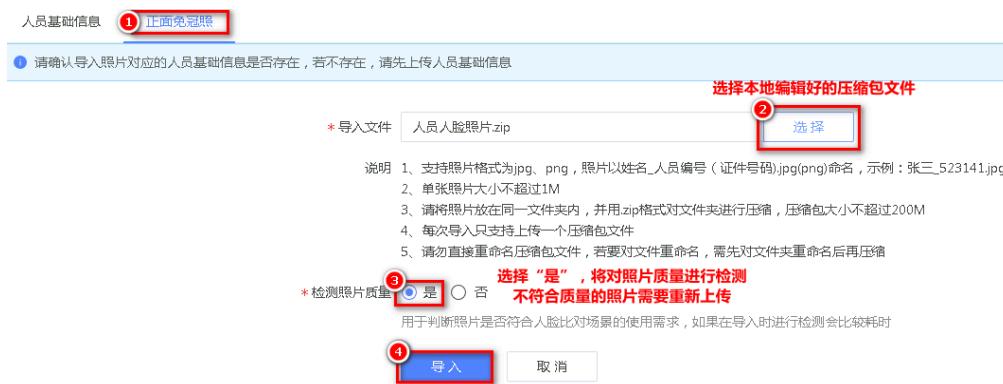 人员基础信息 1 正面免冠照
请确认导入照片对应的人员基础信息是否存在，若不存在，请先上传人员基础信息
选择本地编辑好的压缩包文件
2
*导入文件 人员人脸照片.zip 选择
说明 1、支持照片格式为jpg、png，照片以姓名_人员编号（证件号码).jpg(png)命名，示例：张三_523141.jpg
2、单张照片大小不超过1M
3、请将照片放在同一文件夹内，并用.zip格式对文件夹进行压缩，压缩包大小不超过200M
4、每次导入只支持上传一个压缩包文件
5、请勿直接重命名压缩包文件，若要对文件重命名，需先对文件夹重命名后再压缩
选择“是”，将对照片质量进行检测
3
*检测照片质量 是 否 不符合质量的照片需要重新上传
用于判断照片是否符合人脸比对场景的使用需求，如果在导入时进行检测会比较耗时
4
导入 取消